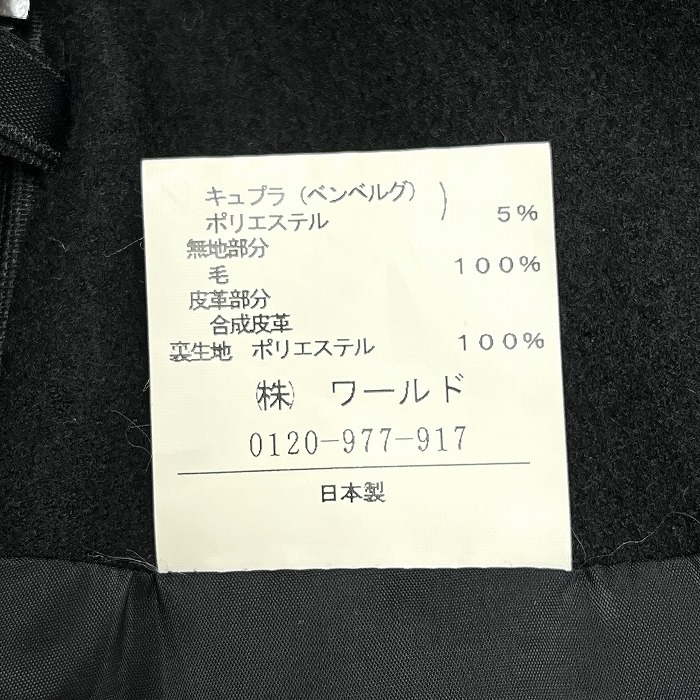 キュプラ（ベンベルグ）
ポリエステル ） 5%
無地部分
毛 100%
皮革部分
合成皮革
裏生地 ポリエステル 100%
㈱ ワールド
0120-977-917
日本製